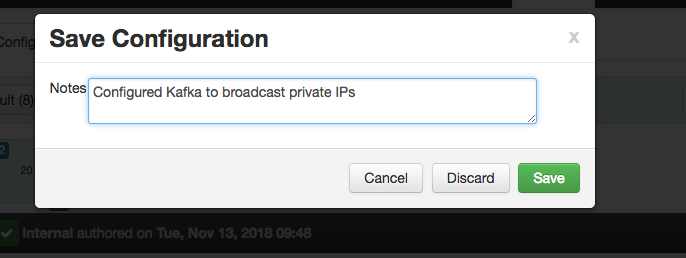 Save Configuration
x
Config
Notes
Configured Kafka to broadcast private IPs
ult (8)
2
20
Cancel
Discard
Save
Internal authored on Tue, Nov 13, 2018 09:48